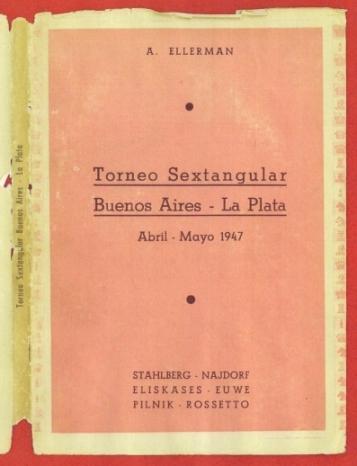 A. ELLERMAN
Torneo Sextangular
Buenos Aires - La Plata
Abril - Mayo 1947
STAHLBERG - NAJDORF
ELISKASES - EUWE
PILNIK - ROSSETTO
Torneo Sextangular Buenos Aires - La Plata